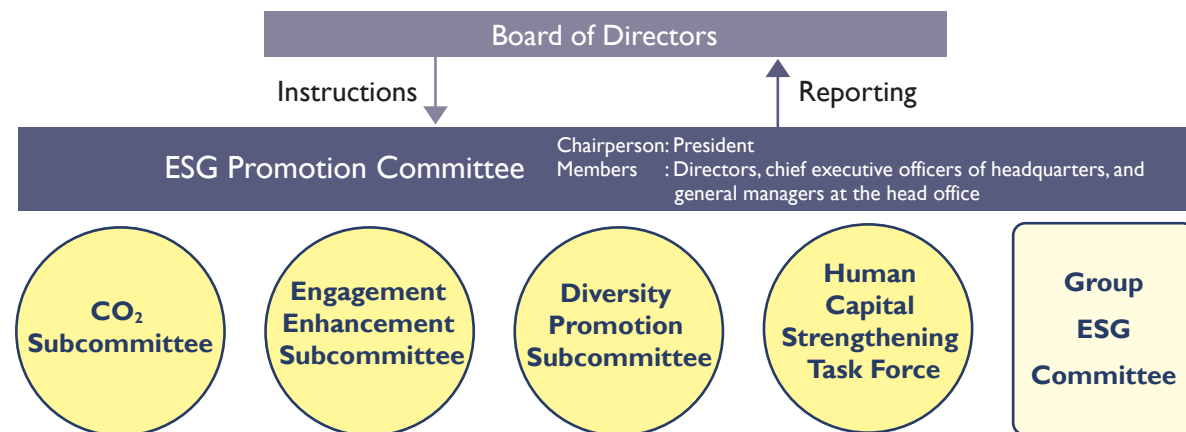 Board of Directors
Instructions
Reporting
ESG Promotion Committee
Chairperson: President
Members : Directors, chief executive officers of headquarters, and
general managers at the head office
CO₂
Subcommittee
Engagement
Enhancement
Subcommittee
Diversity
Promotion
Subcommittee
Human
Capital
Strengthening
Task Force
Group
ESG
Committee